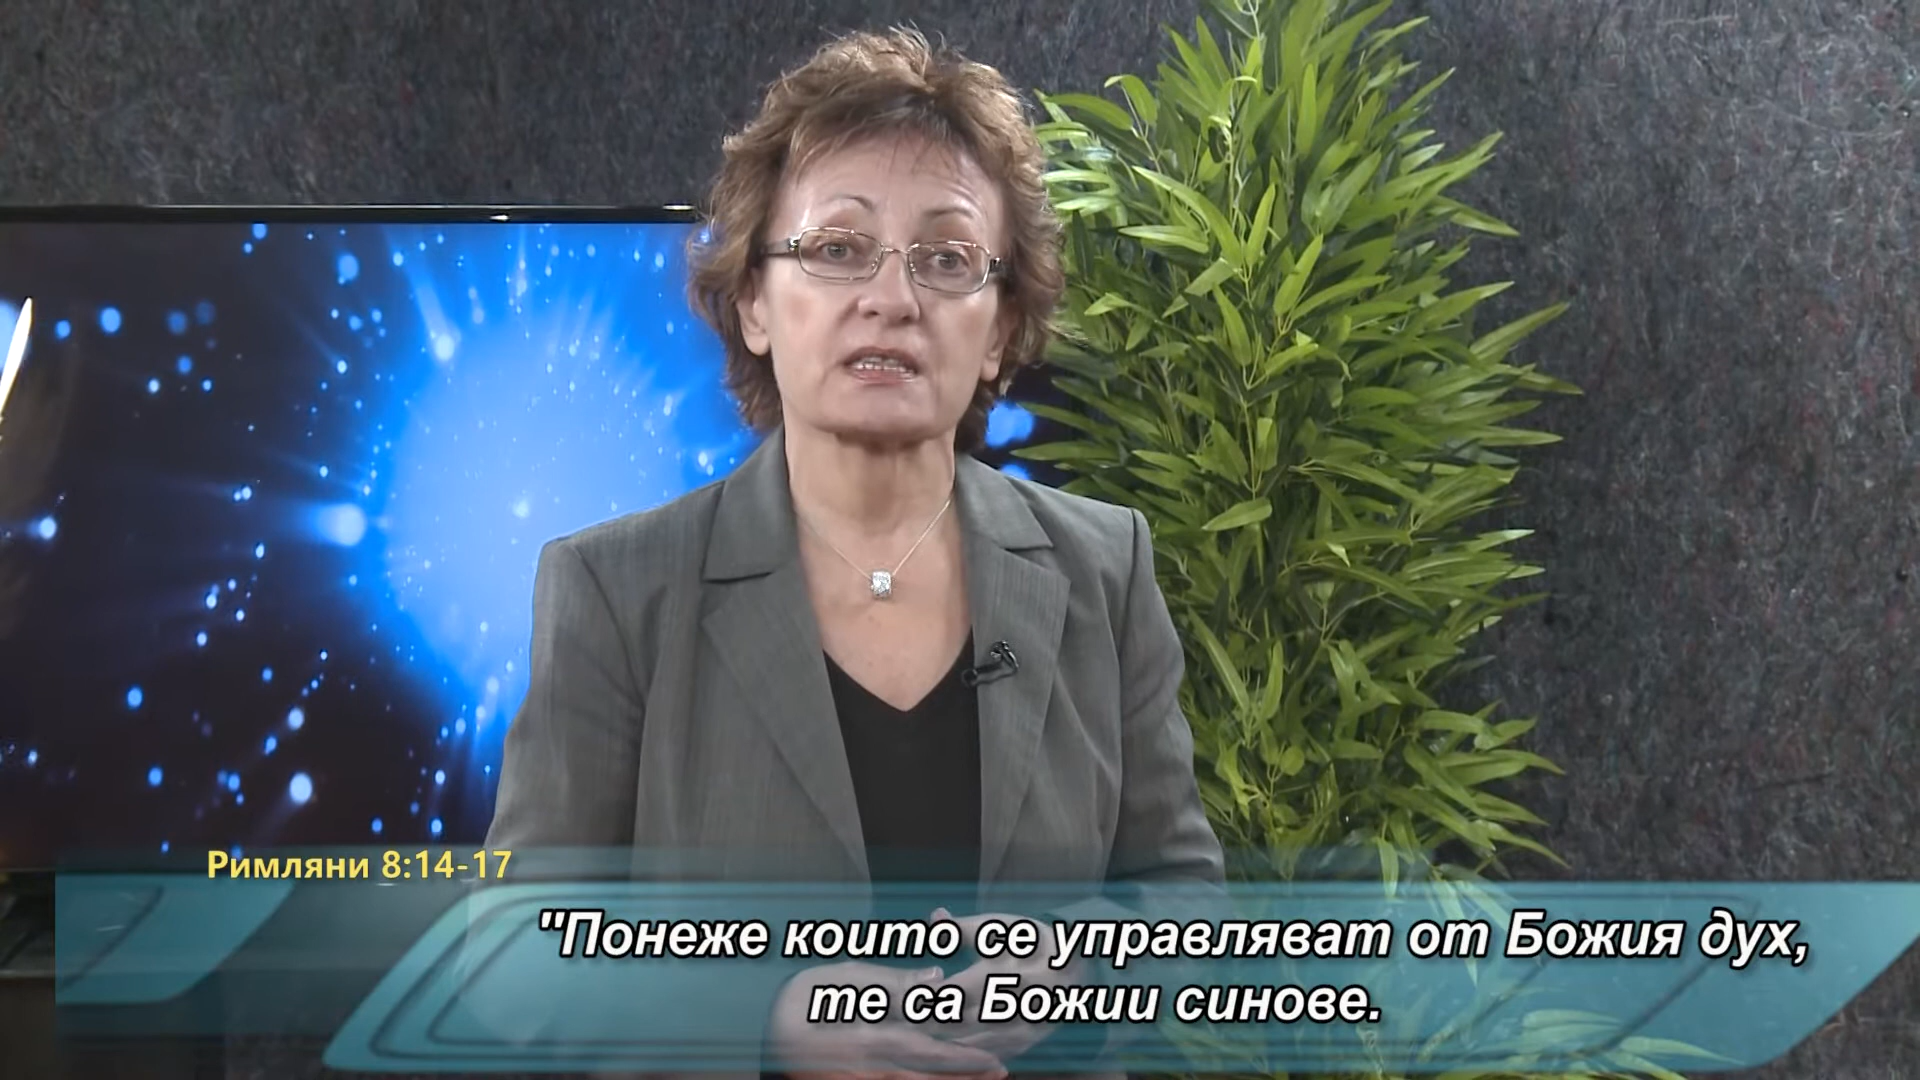 Римляни 8:14-17
"Понеже които се управляват от Божия дух,
те са Божии синове.